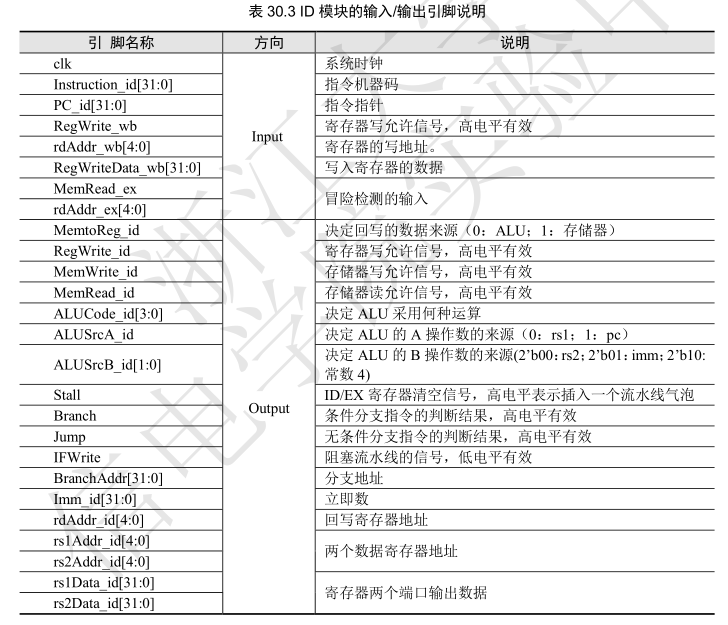 表 30.3 ID 模块的输入/输出引脚说明
引 脚名称 方向 说明
clk 系统时钟
Instruction_id[31:0] 指令机器码
PC_id[31:0] 指令指针
RegWrite_wb 寄存器写允许信号，高电平有效
Input
rdAddr_wb[4:0] 寄存器的写地址。
RegWriteData_wb[31:0] 写入寄存器的数据
MemRead_ex
冒险检测的输入
rdAddr_ex[4:0]
MemtoReg_id 决定回写的数据来源（0：ALU；1：存储器）
RegWrite_id 寄存器写允许信号，高电平有效
MemWrite_id 存储器写允许信号，高电平有效
MemRead_id 存储器读允许信号，高电平有效
ALUCode_id[3:0] 决定 ALU 采用何种运算
ALUSrcA_id 决定 ALU 的 A 操作数的来源（0：rs1；1：pc）
ALUSrcB_id[1:0] 决定 ALU 的 B 操作数的来源(2’b00：rs2；2’b01：imm；2’b10:
常数 4)
Stall ID/EX 寄存器清空信号，高电平表示插入一个流水线气泡
Output
Branch 条件分支指令的判断结果，高电平有效
Jump 无条件分支指令的判断结果，高电平有效
IFWrite 阻塞流水线的信号，低电平有效
BranchAddr[31:0] 分支地址
Imm_id[31:0] 立即数
rdAddr_id[4:0] 回写寄存器地址
rs1Addr_id[4:0]
两个数据寄存器地址
rs2Addr_id[4:0]
rs1Data_id[31:0]
寄存器两个端口输出数据
rs2Data_id[31:0]